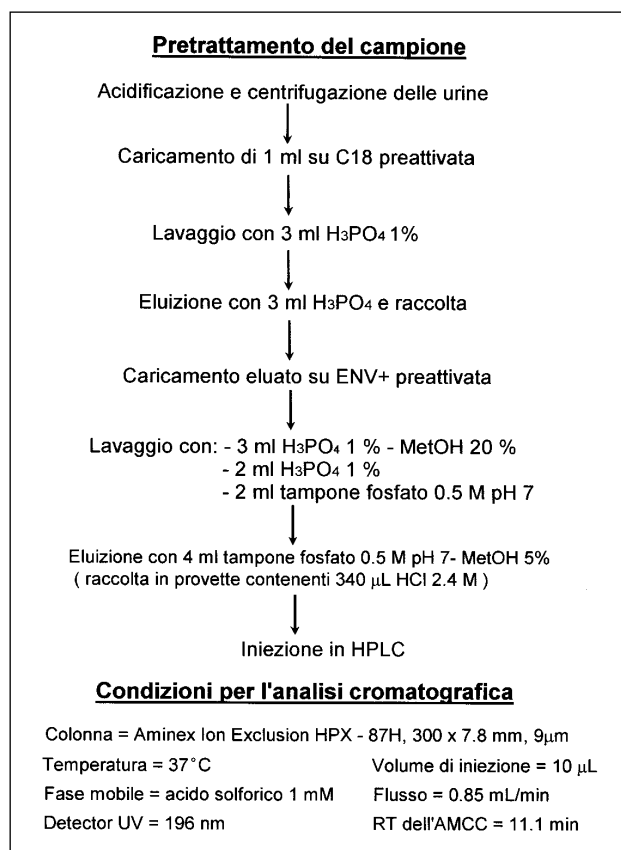 Pretrattamento del campione
Acidificazione e centrifugazione delle urine
Caricamento di 1 ml su C18 preattivata
Lavaggio con 3 ml H₃PO₄ 1%
Eluizione con 3 ml H₃PO₄ e raccolta
Caricamento eluato su ENV+ preattivata
Lavaggio con: - 3 ml H₃PO₄ 1 % - MetOH 20 %
- 2 ml H₃PO₄ 1 %
- 2 ml tampone fosfato 0.5 M pH 7
Eluizione con 4 ml tampone fosfato 0.5 M pH 7- MetOH 5%
( raccolta in provette contenenti 340 µL HCl 2.4 M )
Iniezione in HPLC
Condizioni per l'analisi cromatografica
Colonna = Aminex Ion Exclusion HPX - 87H, 300 x 7.8 mm, 9µm
Temperatura = 37°C Volume di iniezione = 10 µL
Fase mobile = acido solforico 1 mM Flusso = 0.85 mL/min
Detector UV = 196 nm RT dell'AMCC = 11.1 min